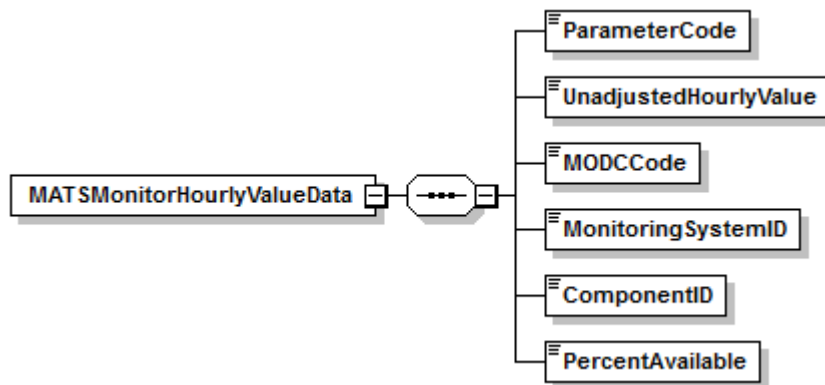 ParameterCode
UnadjustedHourlyValue
MODCCode
MATSMonitorHourlyValueData
MonitoringSystemID
ComponentID
PercentAvailable